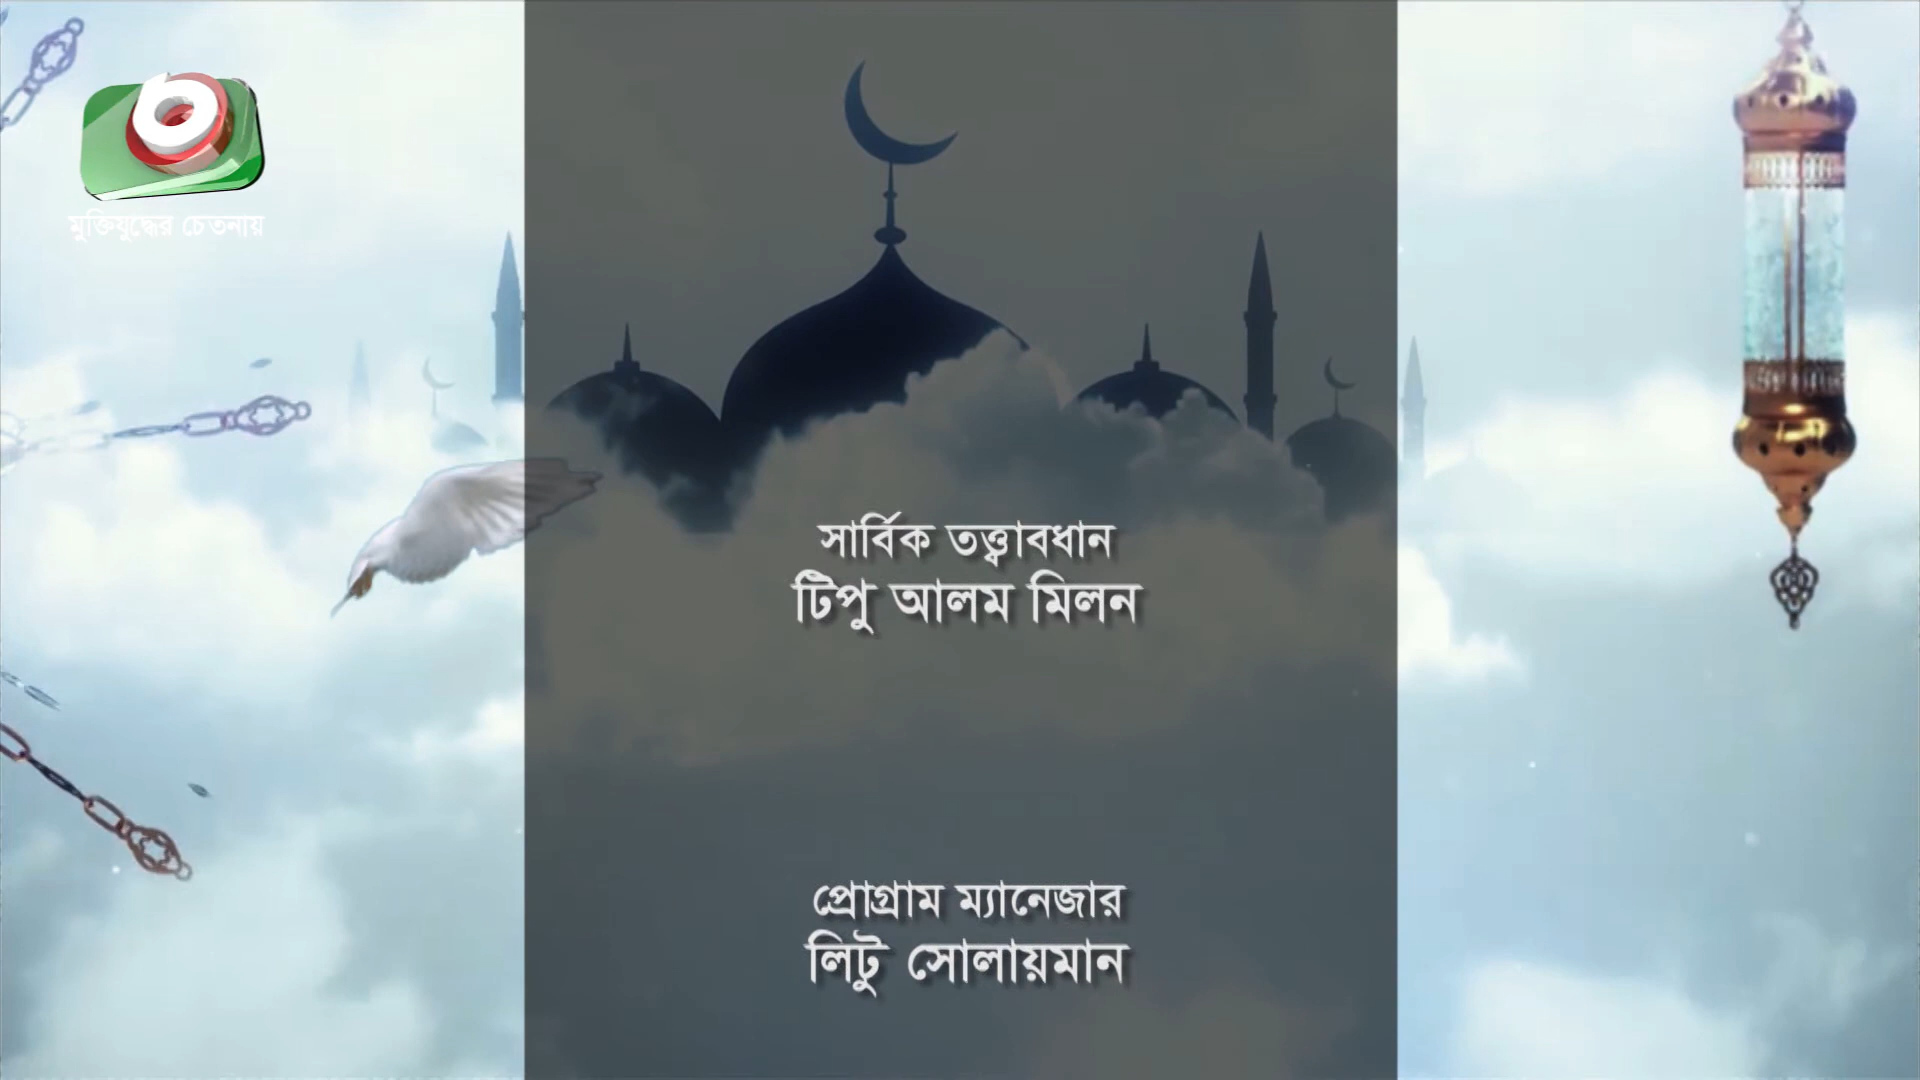 মুক্তিযুদ্ধের চেতনায়
সার্বিক তত্ত্বাবধান
টিপু আলম মিলন
প্রোগ্রাম ম্যানেজার
লিটু সোলায়মান